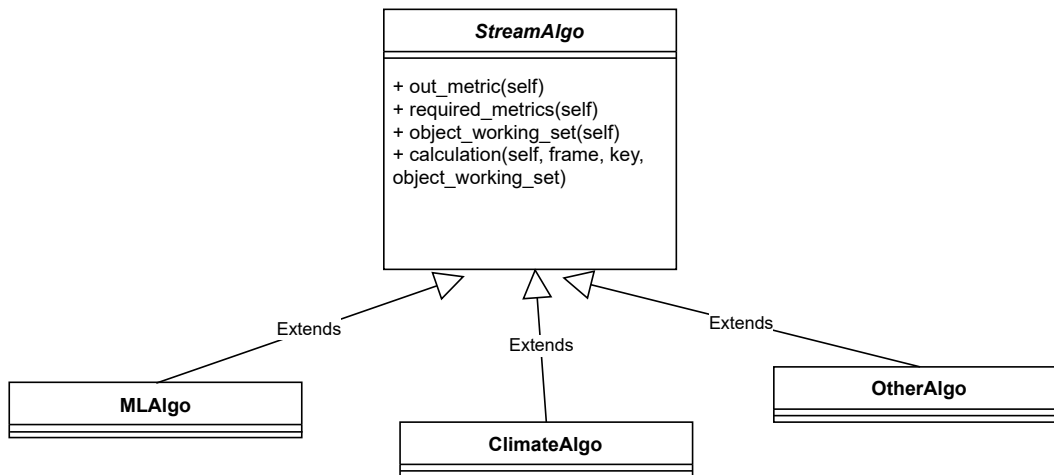 StreamAlgo
+ out_metric(self)
+ required_metrics(self)
+ object_working_set(self)
+ calculation(self, frame, key,
object_working_set)
Extends
Extends
Extends
MLAlgo
ClimateAlgo
OtherAlgo